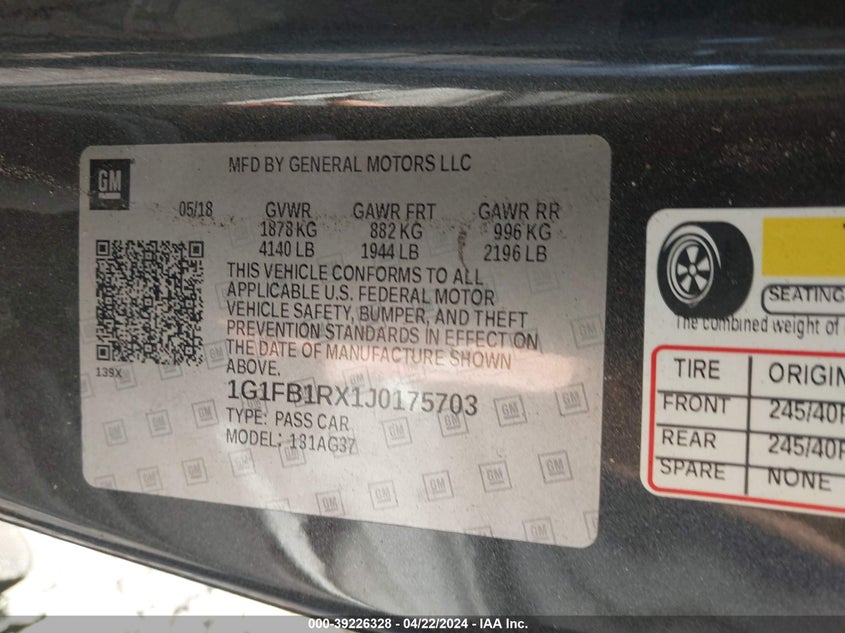 GM
MFD BY GENERAL MOTORS LLC
05/18 GVWR GAWR FRT GAWR RR
1878 KG 882 KG 996 KG
4140 LB 1944 LB 2196 LB
THIS VEHICLE CONFORMS TO ALL
APPLICABLE U.S. FEDERAL MOTOR
VEHICLE SAFETY, BUMPER, AND THEFT
PREVENTION STANDARDS IN EFFECT ON
THE DATE OF MANUFACTURE SHOWN
ABOVE.
139X
1G1FB1RX1J0175703
TYPE: PASS CAR
MODEL: 131AG37
SEATING
The combined weight of
TIRE ORIGIN
FRONT 245/40
REAR 245/40
SPARE NONE
000-39226328 - 04/22/2024 - IAA Inc.